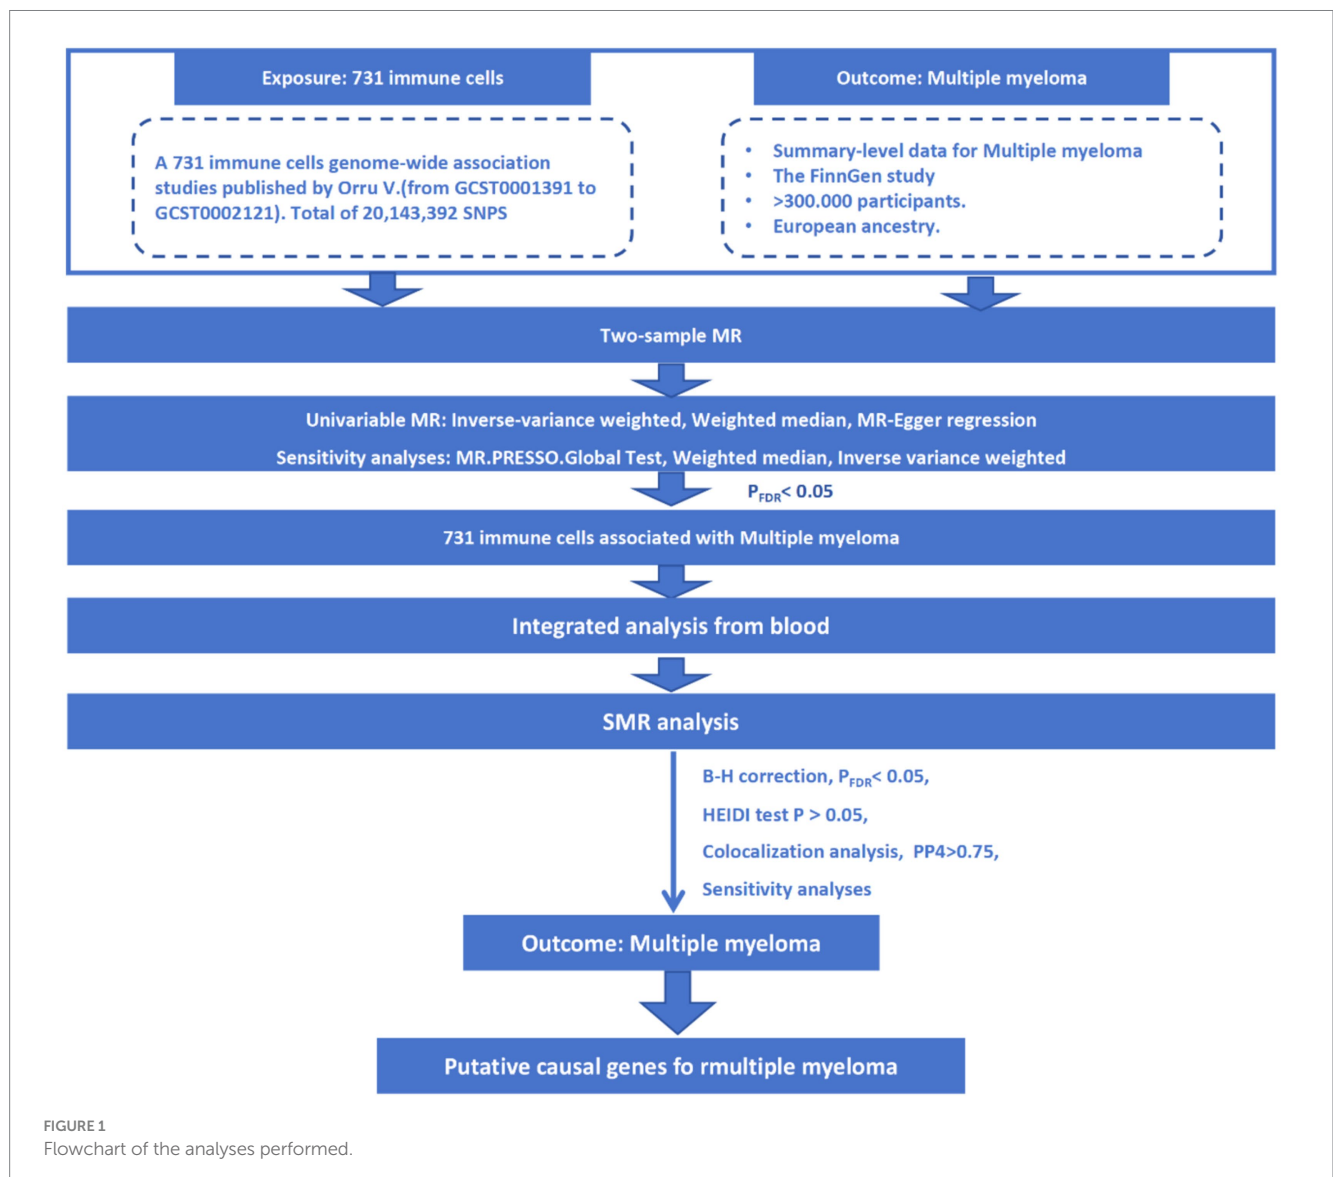 Exposure: 731 immune cells
A 731 immune cells genome-wide association
studies published by Orru V.(from GCST0001391 to
GCST0002121). Total of 20,143,392 SNPS
Outcome: Multiple myeloma
• Summary-level data for Multiple myeloma
• The FinnGen study
• >300.000 participants.
• European ancestry.
Two-sample MR
Univariable MR: Inverse-variance weighted, Weighted median, MR-Egger regression
Sensitivity analyses: MR.PRESSO.Global Test, Weighted median, Inverse variance weighted
PFDR< 0.05
731 immune cells associated with Multiple myeloma
Integrated analysis from blood
SMR analysis
B-H correction, PFDR< 0.05,
HEIDI test P > 0.05,
Colocalization analysis, PP4>0.75,
Sensitivity analyses
Outcome: Multiple myeloma
Putative causal genes fo rmultiple myeloma
FIGURE 1
Flowchart of the analyses performed.